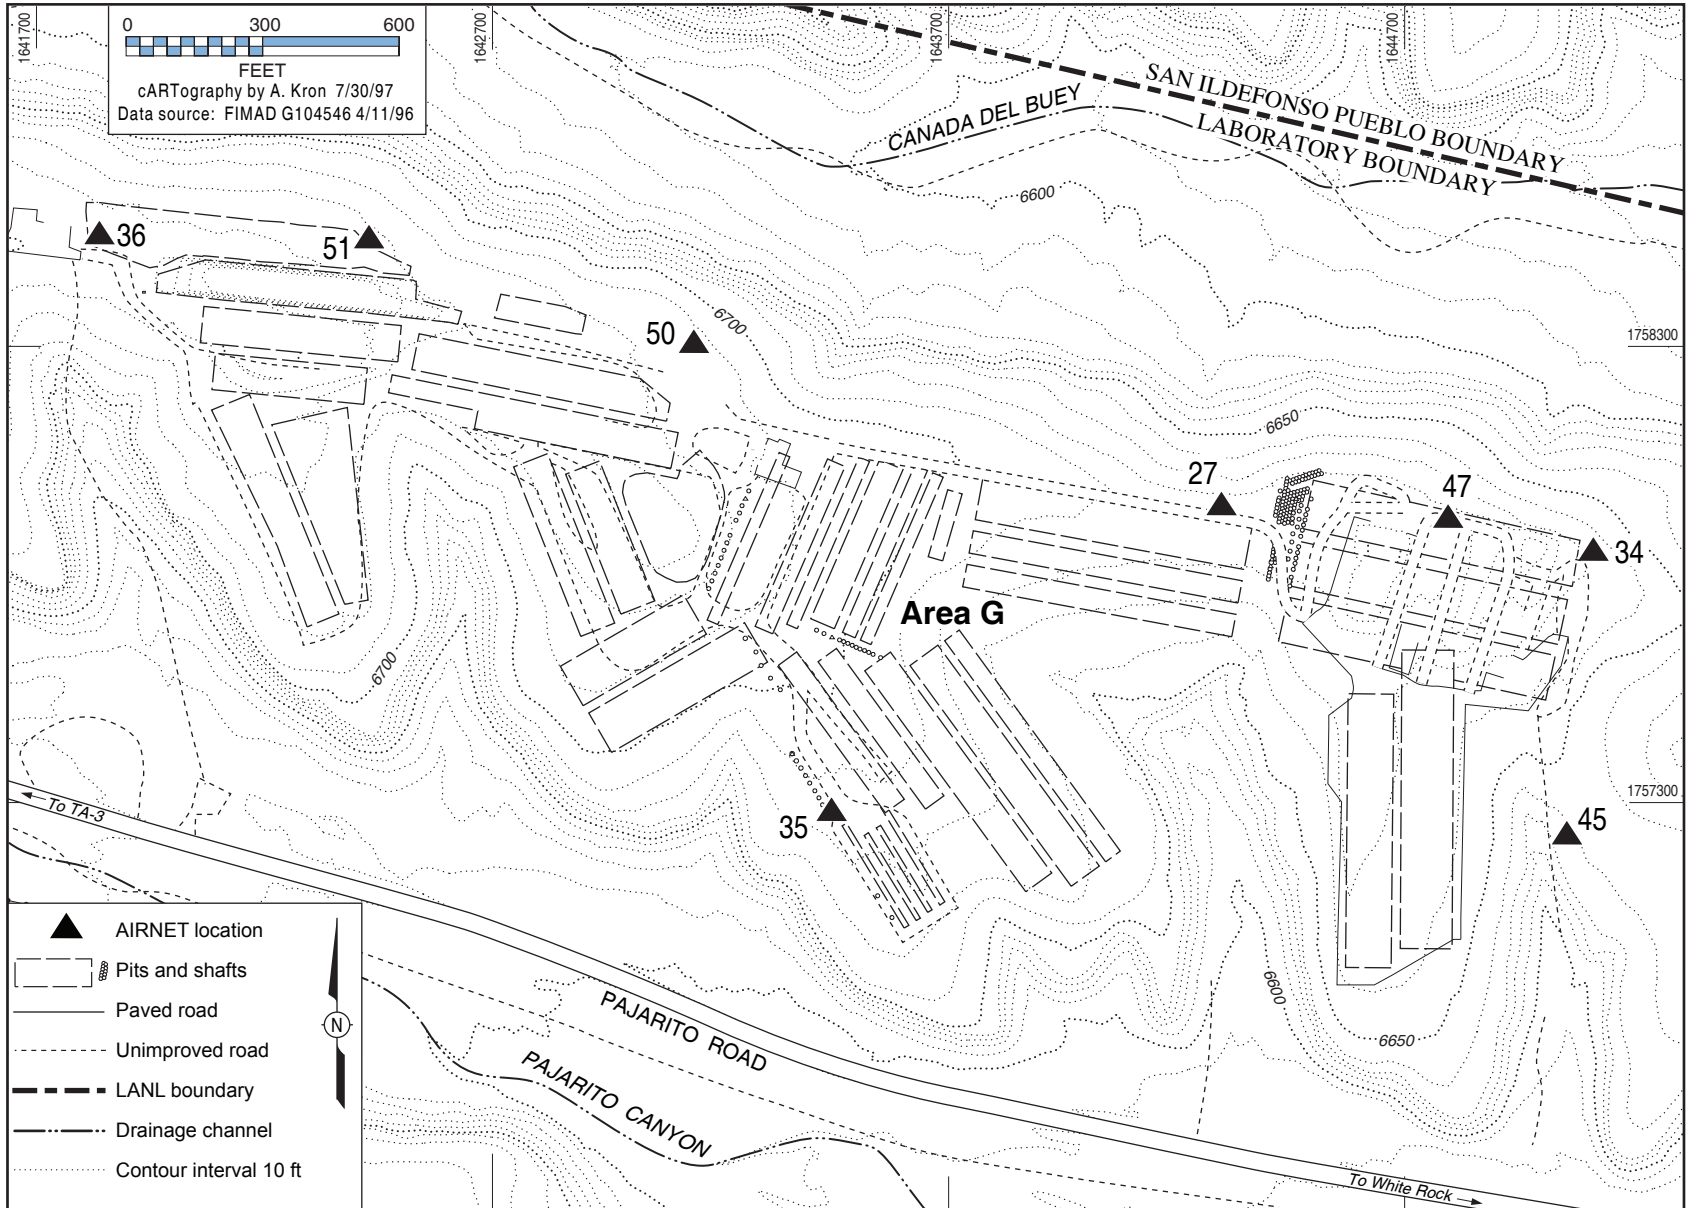 0 300 600
FEET
cARTography by A. Kron 7/30/97
Data source: FIMAD G104546 4/11/96
1641700
1642700
1643700
1644700
SAN ILDEFONSO PUEBLO BOUNDARY
LABORATORY BOUNDARY
CANADA DEL BUEY
6600
36
51
50
6700
1758300
6650
27
47
34
Area G
6700
35
1757300
45
To TA-3
6600
6650
PAJARITO ROAD
PAJARITO CANYON
To White Rock
AIRNET location
Pits and shafts
Paved road
Unimproved road
LANL boundary
Drainage channel
Contour interval 10 ft
N